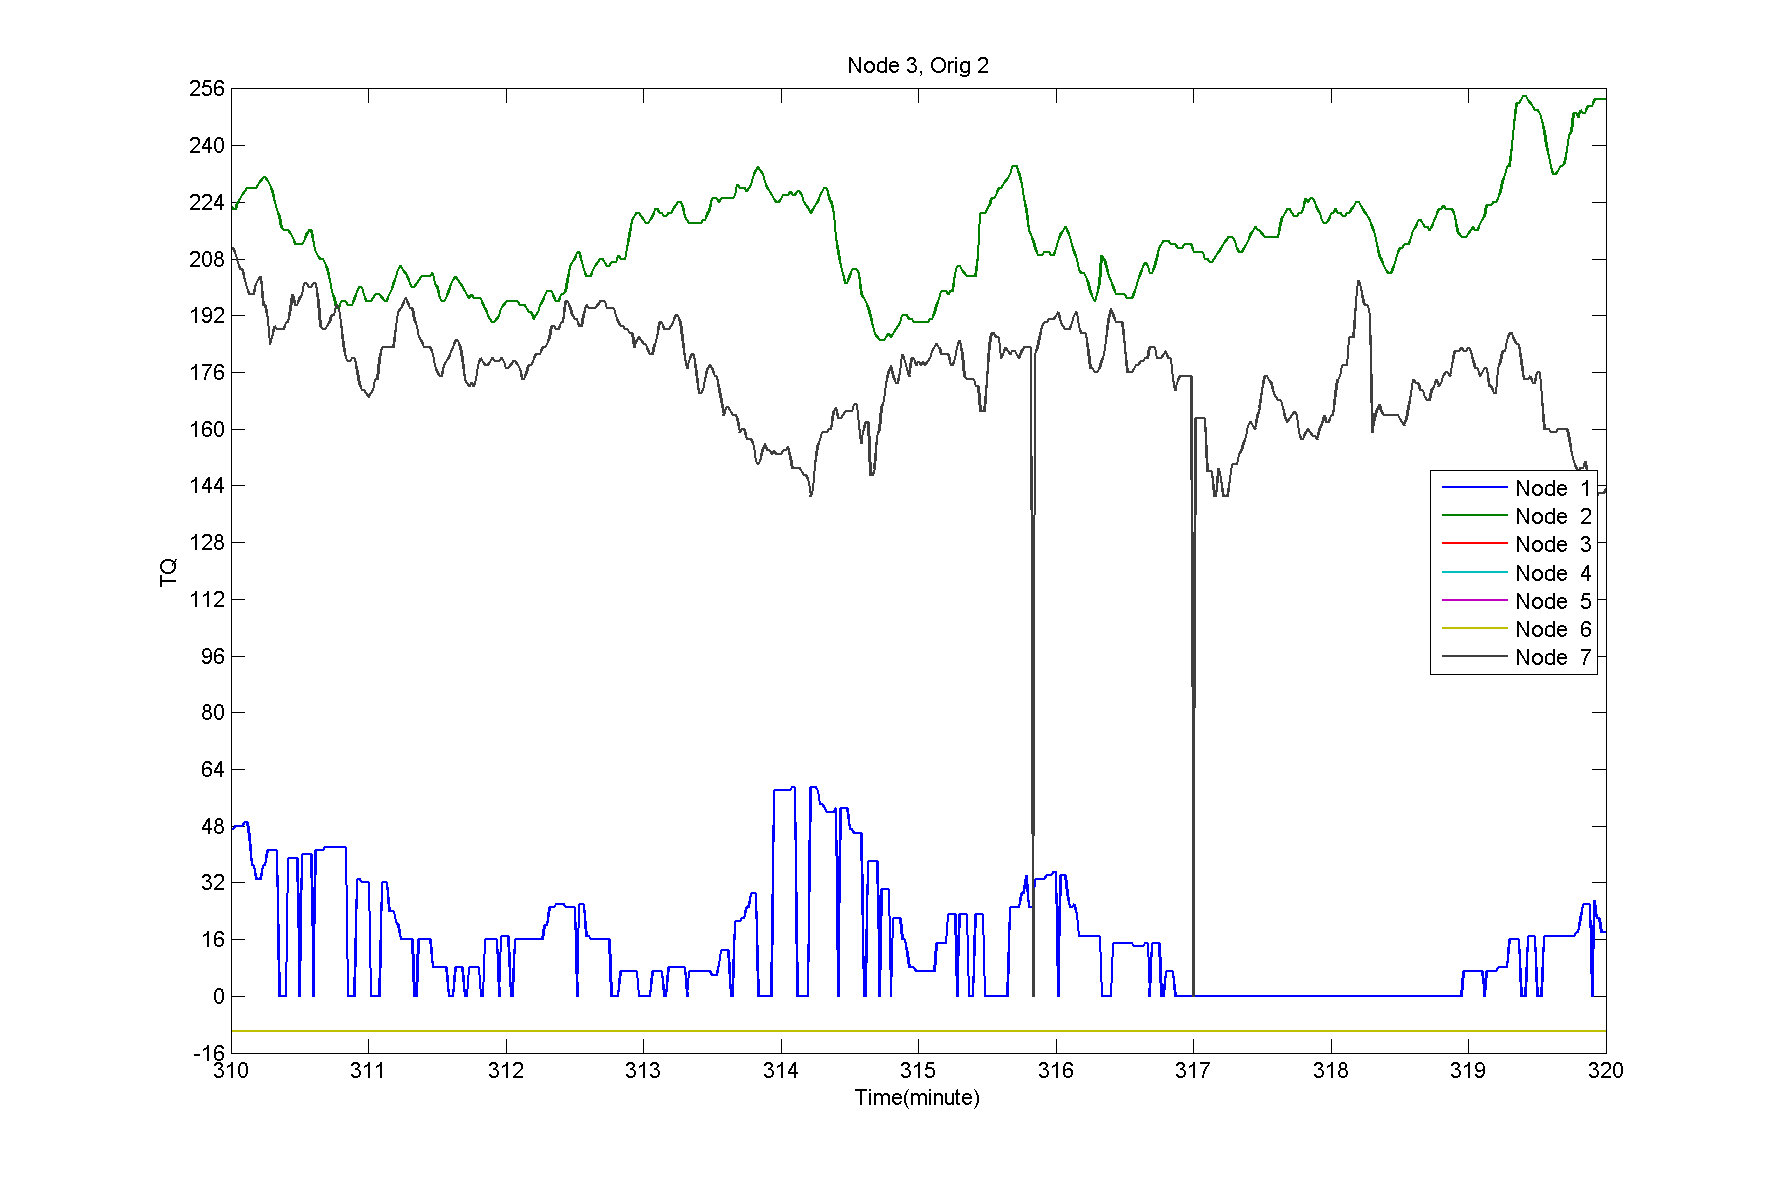 Node 3, Orig 2
256
240
224
208
192
176
160
144
128
112
96
80
64
48
32
16
0
-16
TQ
Node 1
Node 2
Node 3
Node 4
Node 5
Node 6
Node 7
310 311 312 313 314 315 316 317 318 319 320
Time(minute)